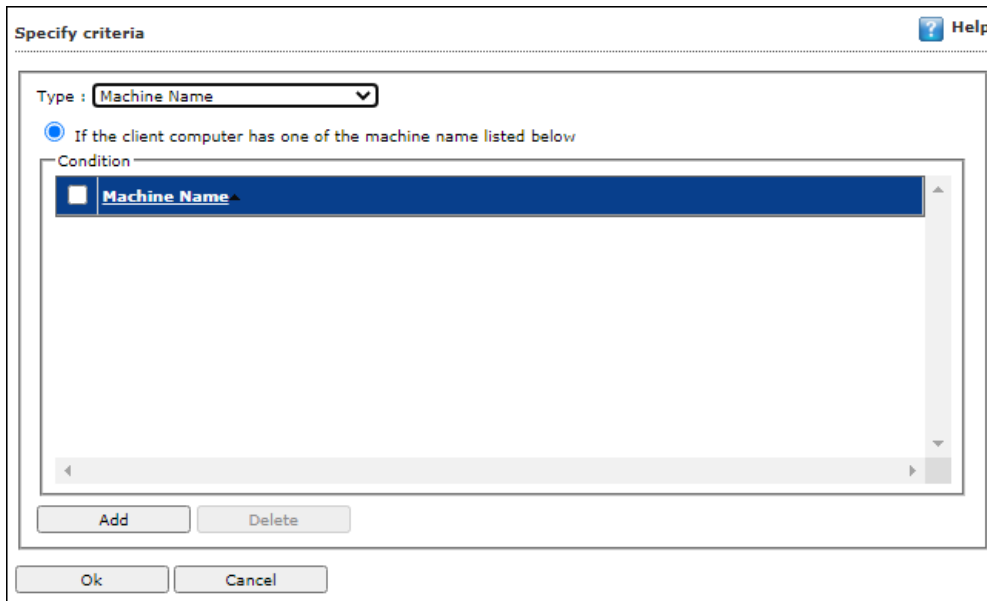 Specify criteria
Help
Type : Machine Name
If the client computer has one of the machine name listed below
Condition
Machine Name
Add
Delete
Ok
Cancel